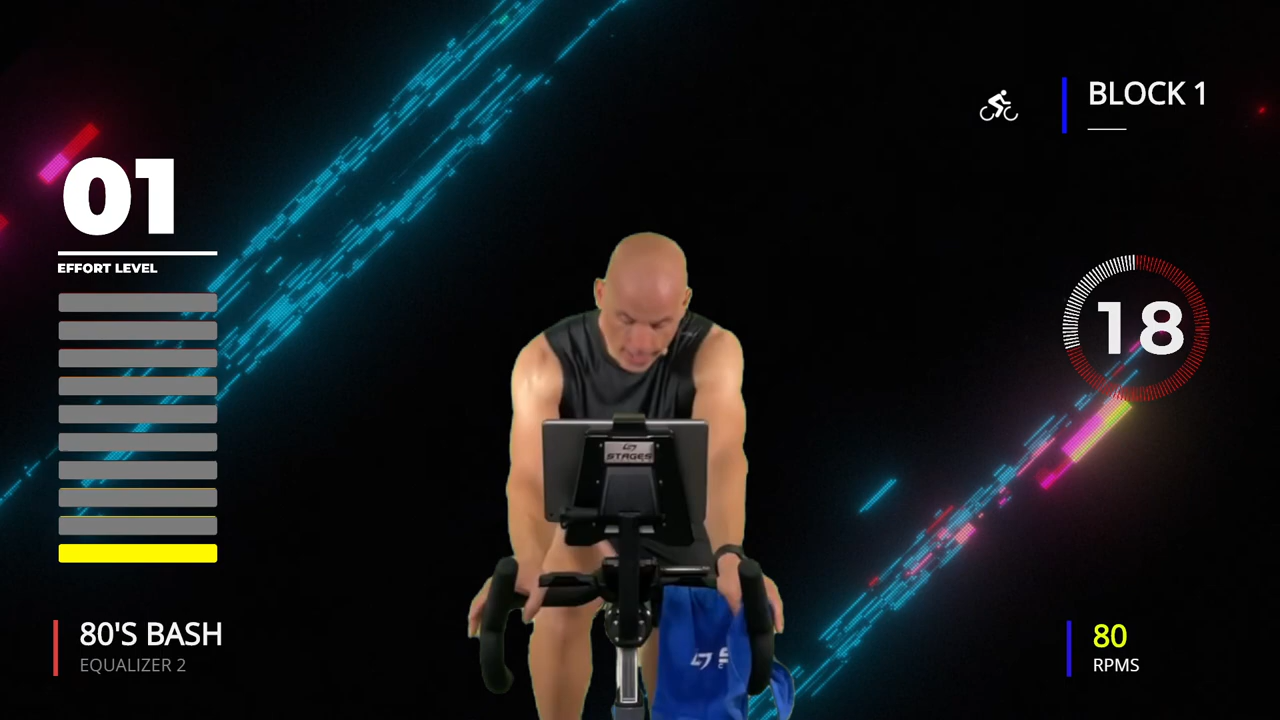 BLOCK 1
01
EFFORT LEVEL
18
STAGES
80'S BASH
EQUALIZER 2
80
RPMS